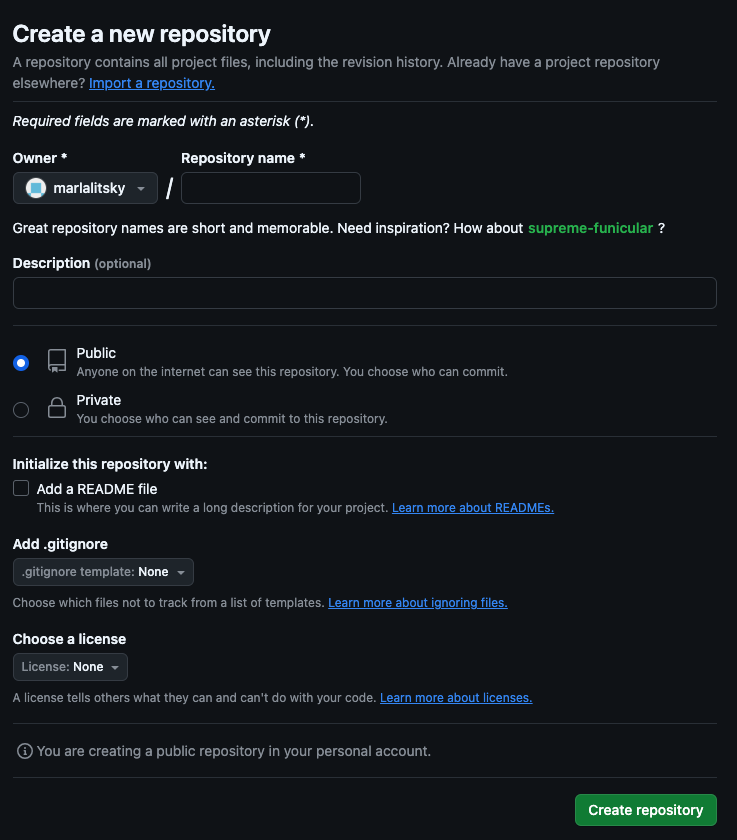 Create a new repository
A repository contains all project files, including the revision history. Already have a project repository
elsewhere? Import a repository.
Required fields are marked with an asterisk (*).
Owner * Repository name *
marlalitsky /
Great repository names are short and memorable. Need inspiration? How about supreme-funicular ?
Description (optional)
Public
Anyone on the internet can see this repository. You choose who can commit.
Private
You choose who can see and commit to this repository.
Initialize this repository with:
Add a README file
This is where you can write a long description for your project. Learn more about READMEs.
Add .gitignore
.gitignore template: None
Choose which files not to track from a list of templates. Learn more about ignoring files.
Choose a license
License: None
A license tells others what they can and can't do with your code. Learn more about licenses.
You are creating a public repository in your personal account.
Create repository